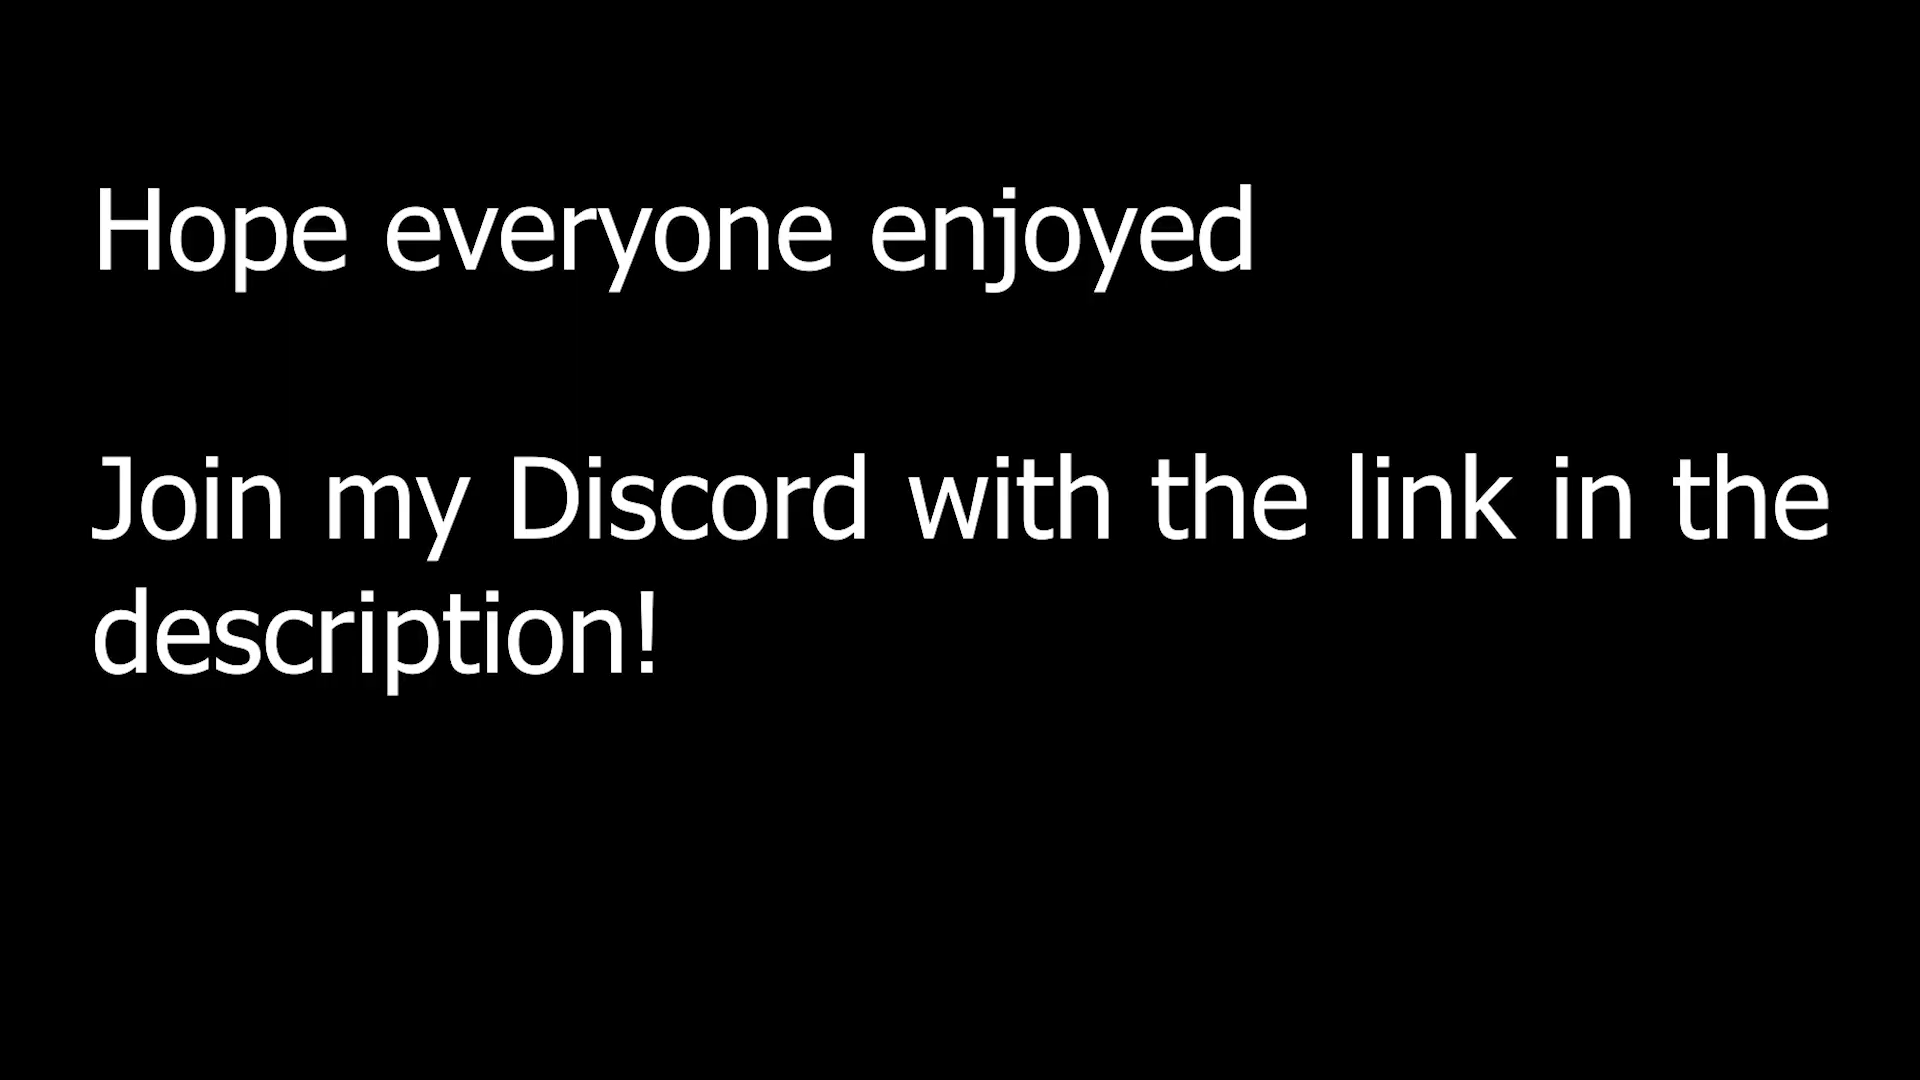 Hope everyone enjoyed
Join my Discord with the link in the
description!